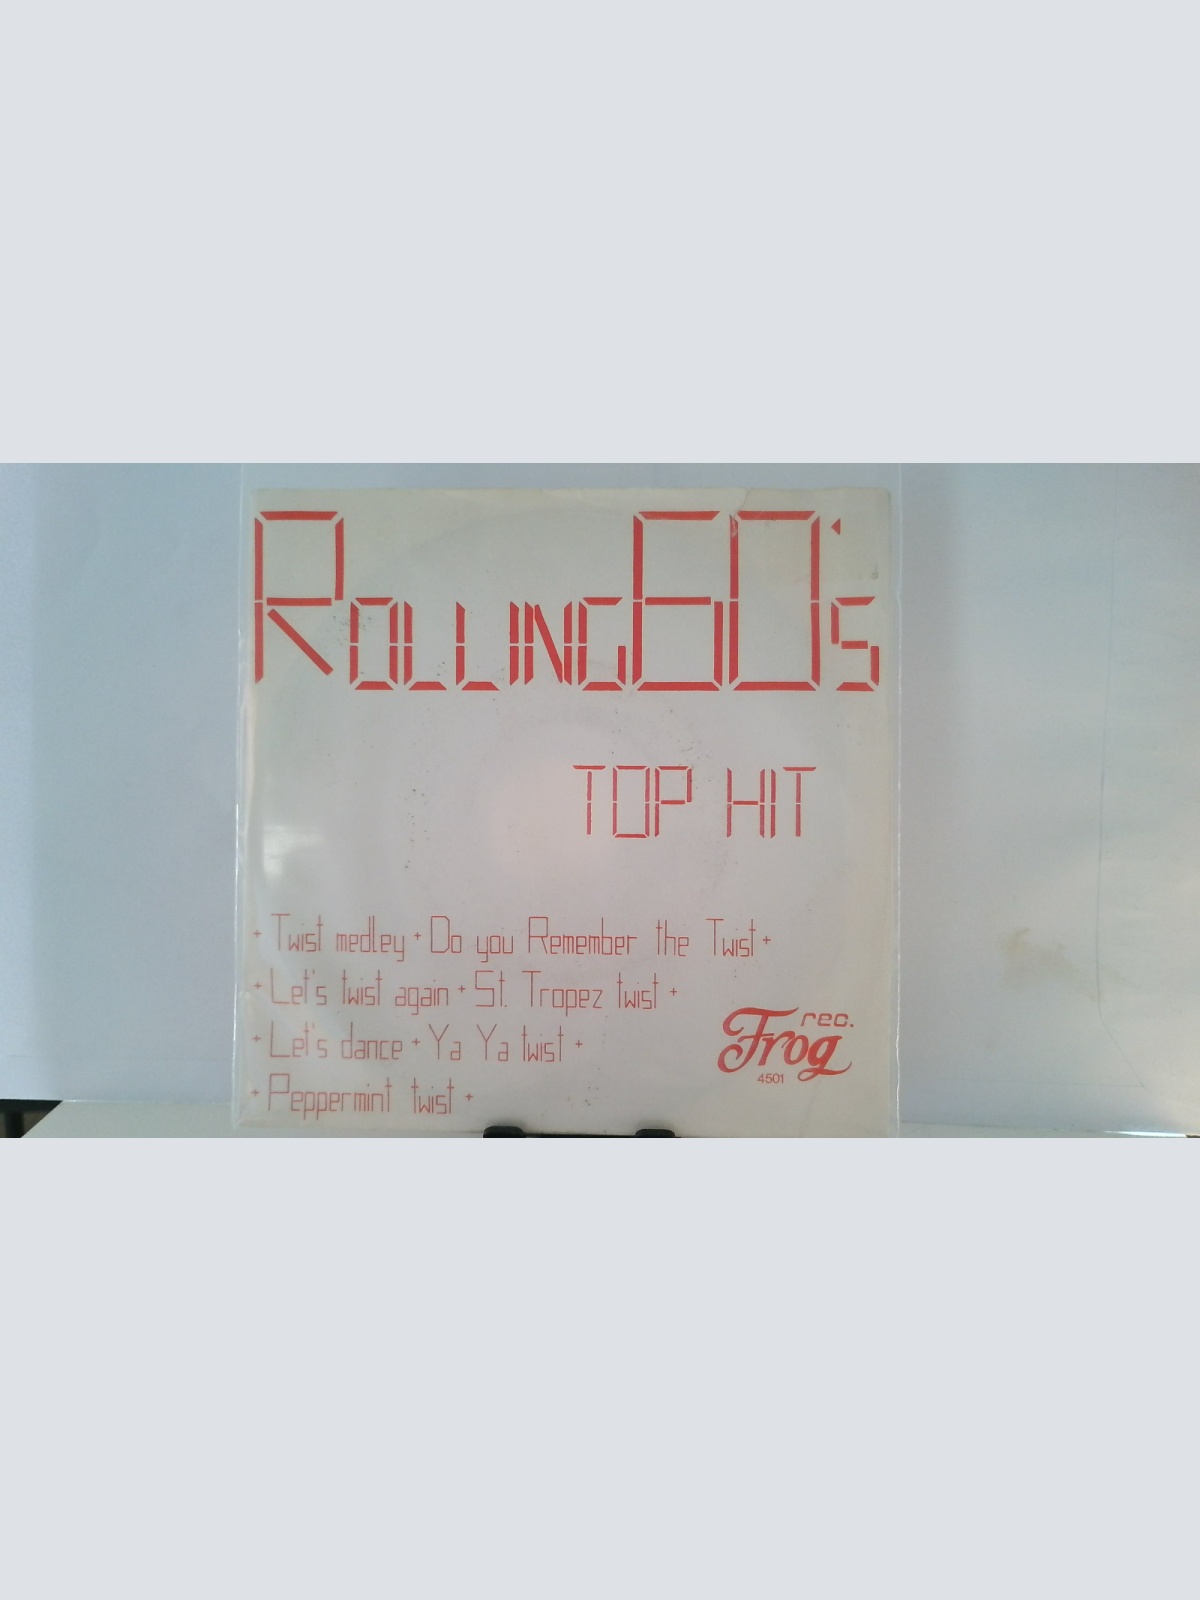 ROLLING 60's
TOP HIT
+ Twist medley + Do you Remember the Twist +
+ Let's twist again + St. Tropez twist +
+ Let's dance + Ya Ya twist +
+ Peppermint twist +
Frog rec.
4501